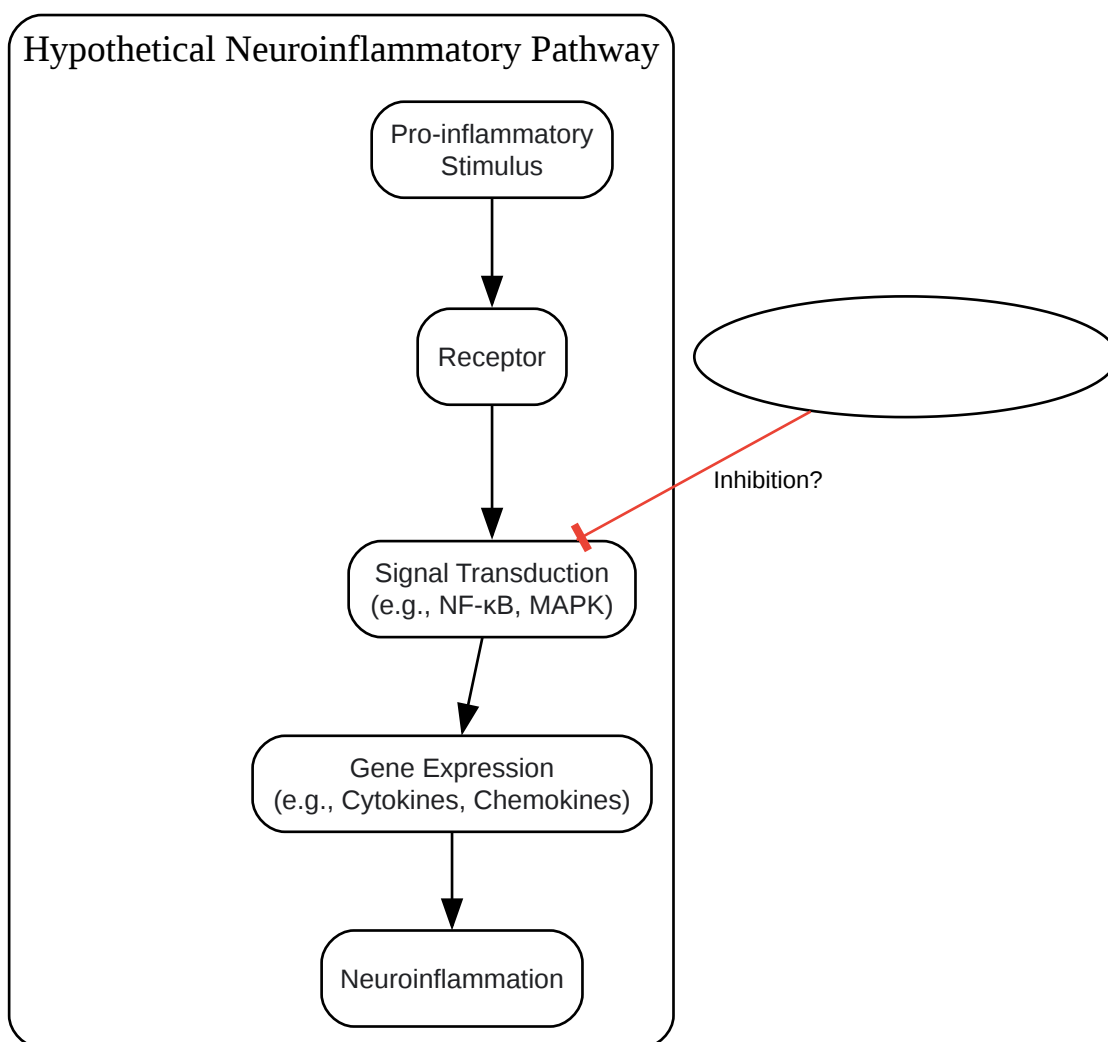 Hypothetical Neuroinflammatory Pathway
Pro-inflammatory
Stimulus
Receptor
Inhibition?
Signal Transduction
(e.g., NF-κB, MAPK)
Gene Expression
(e.g., Cytokines, Chemokines)
Neuroinflammation